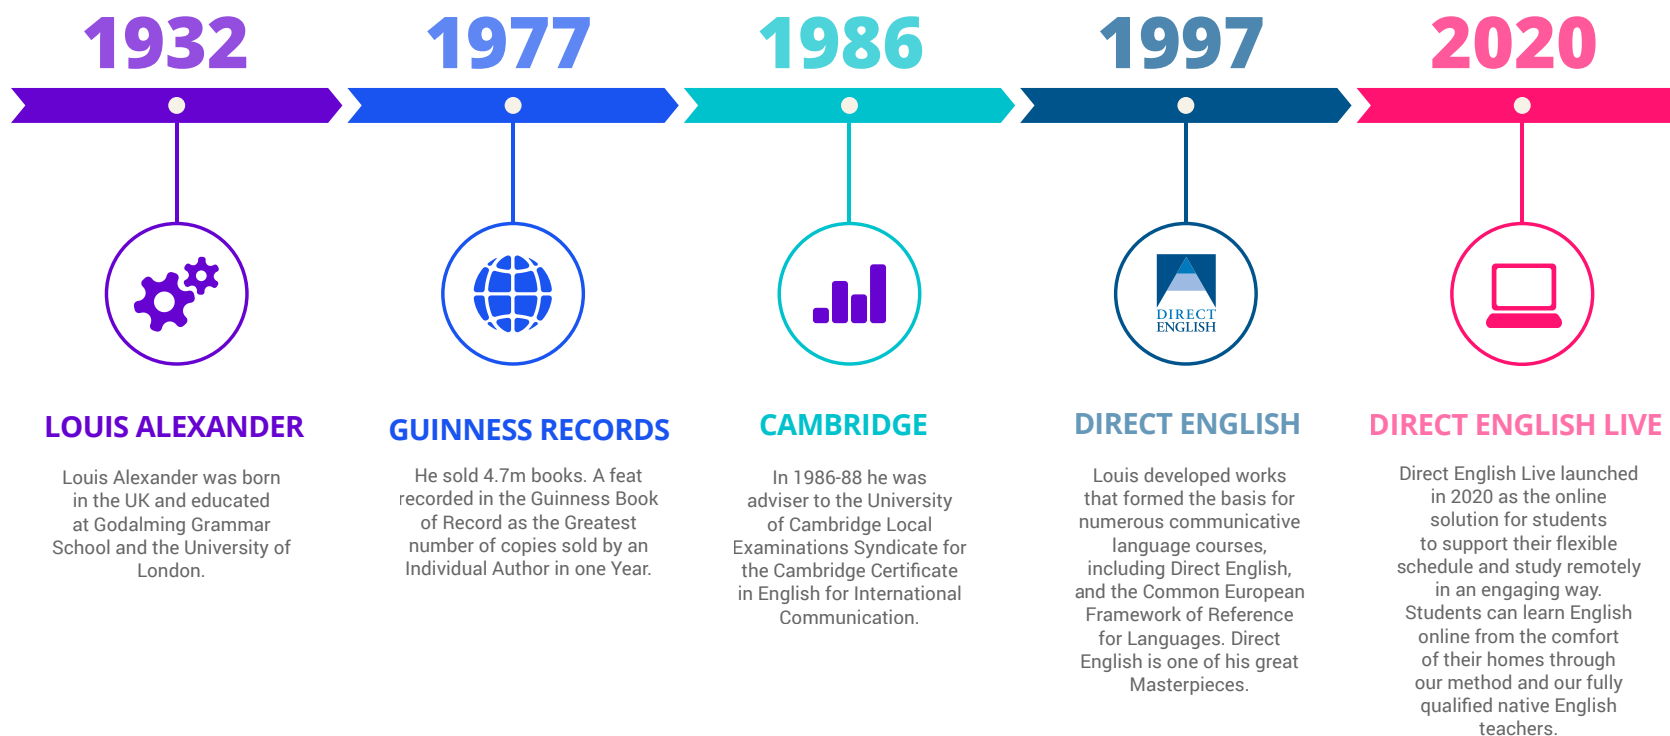 1932
1977
1986
1997
2020
DIRECT
ENGLISH
LOUIS ALEXANDER
Louis Alexander was born
in the UK and educated
at Godalming Grammar
School and the University of
London.
GUINNESS RECORDS
He sold 4.7m books. A feat
recorded in the Guinness Book
of Record as the Greatest
number of copies sold by an
Individual Author in one Year.
CAMBRIDGE
In 1986-88 he was
adviser to the University
of Cambridge Local
Examinations Syndicate for
the Cambridge Certificate
in English for International
Communication.
DIRECT ENGLISH
Louis developed works
that formed the basis for
numerous communicative
language courses,
including Direct English,
and the Common European
Framework of Reference
for Languages. Direct
English is one of his great
Masterpieces.
DIRECT ENGLISH LIVE
Direct English Live launched
in 2020 as the online
solution for students
to support their flexible
schedule and study remotely
in an engaging way.
Students can learn English
online from the comfort
of their homes through
our method and our fully
qualified native English
teachers.